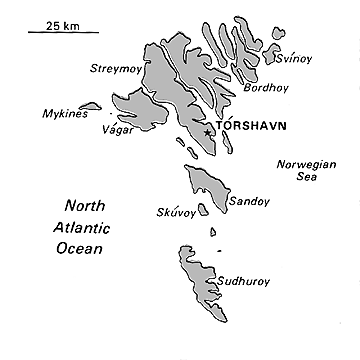 25 km
Svínoy
Streymoy
Bordhoy
Mykines
TÓRSHAVN
Vágar
Norwegian
Sea
North
Atlantic
Ocean
Sandoy
Skúvoy
Sudhuroy